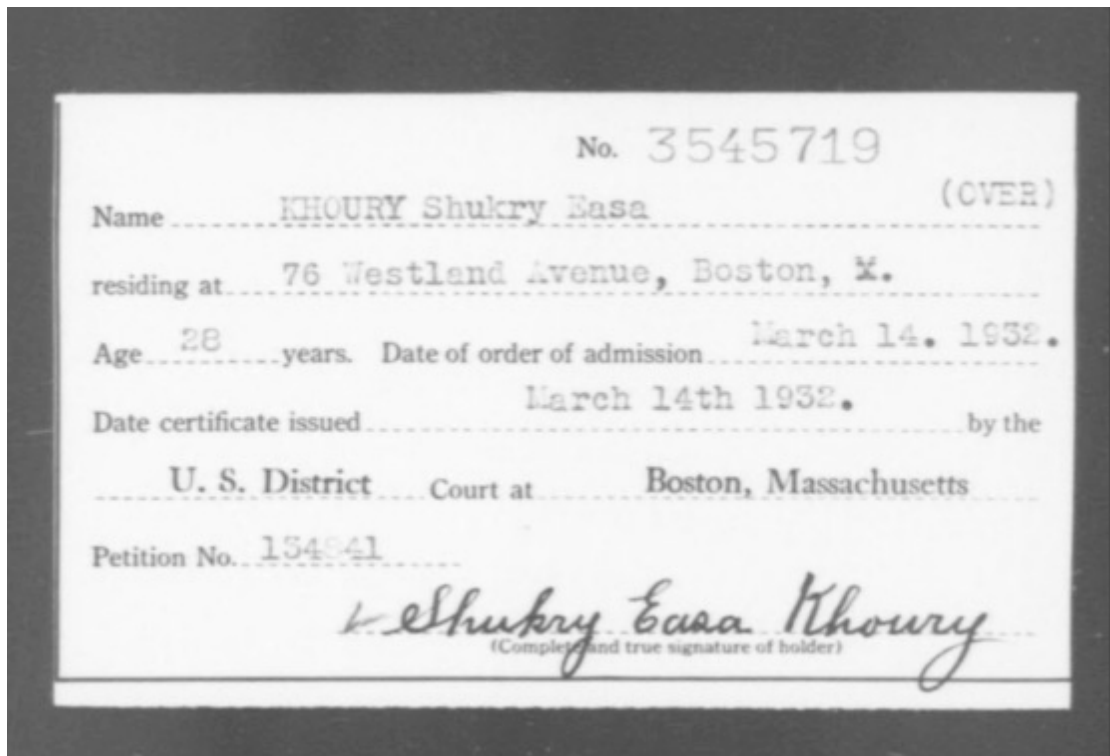 No. 3545719
(OVER)
Name KHOURY Shukry Easa
residing at 76 Westland Avenue, Boston,
Age 28 years. Date of order of admission March 14. 1932.
Date certificate issued March 14th 1932. by the
U. S. District Court at Boston, Massachusetts
Petition No.
Shukry Easa Khoury
(Complete and true signature of holder)